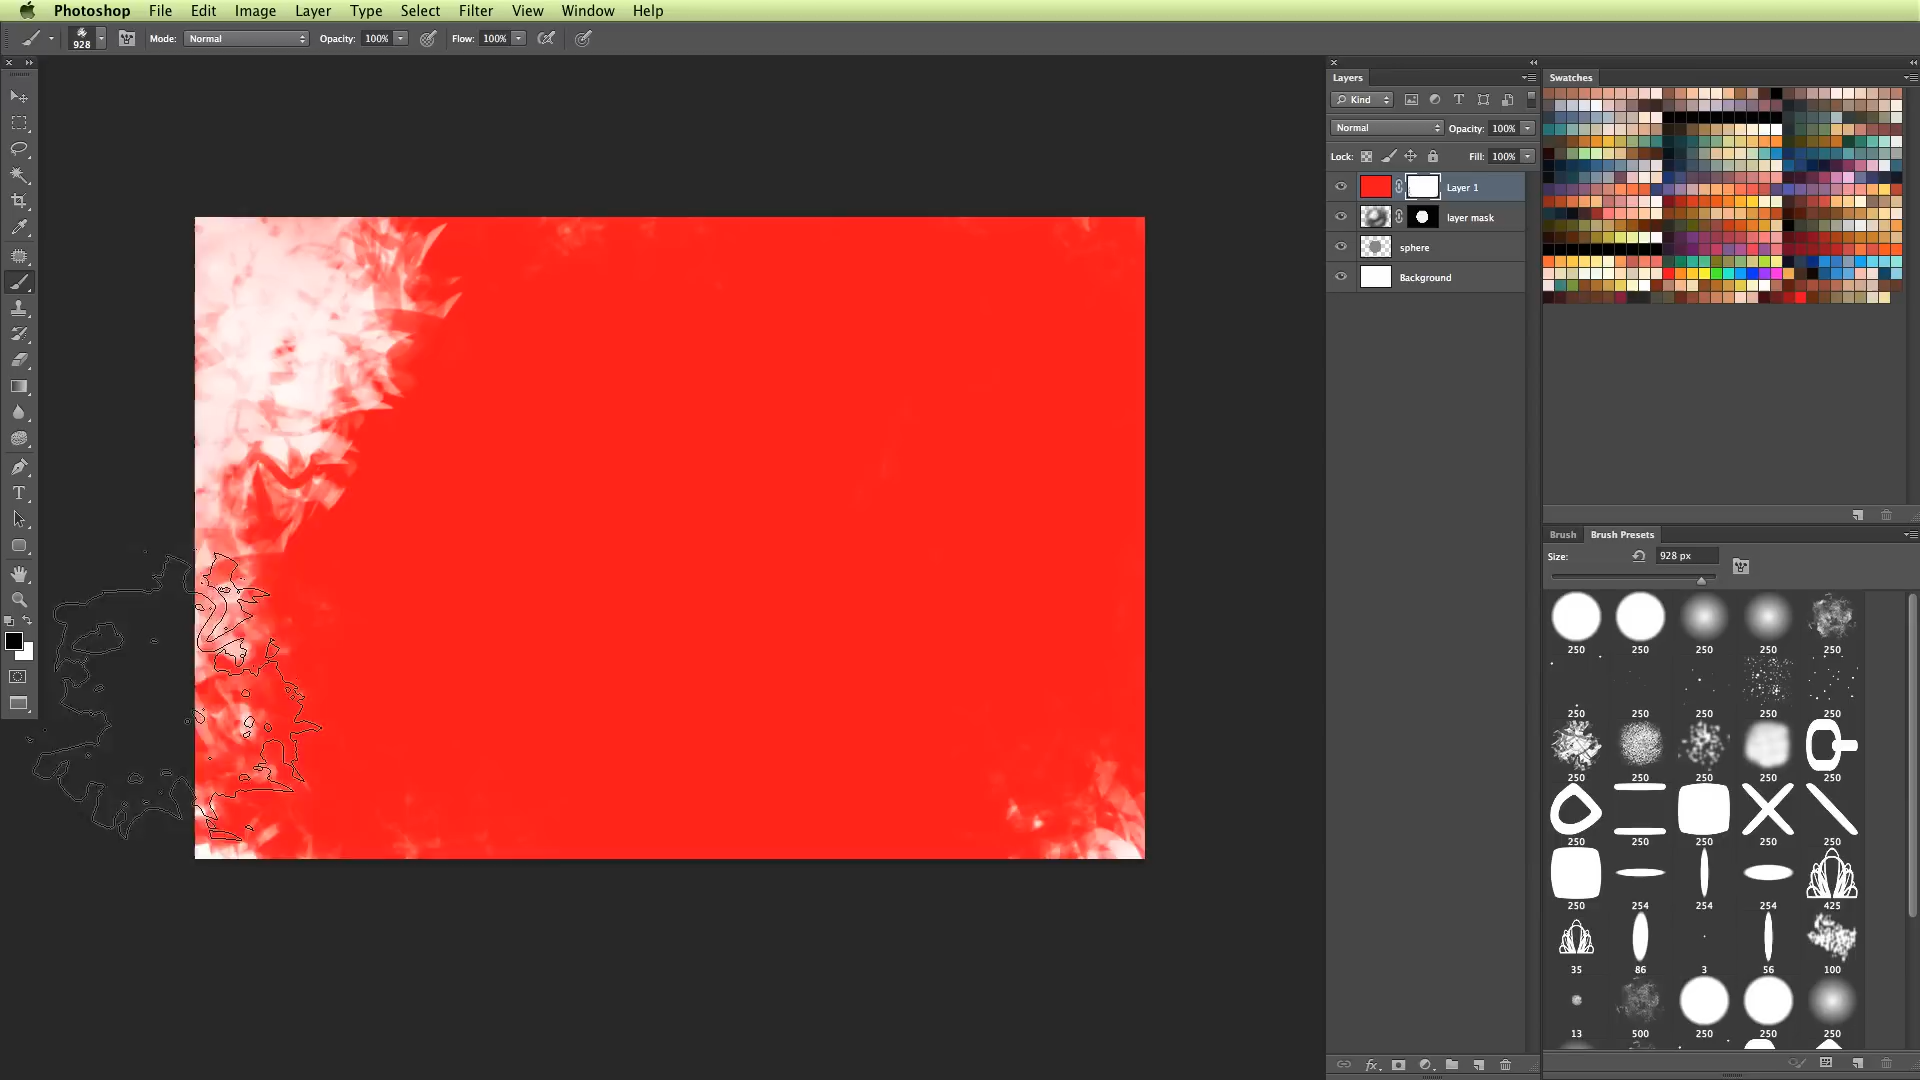 Photoshop File Edit Image Layer Type Select Filter View Window Help
928 Mode: Normal Opacity: 100% Flow: 100%
Layers
Kind
Normal Opacity: 100%
Lock: Fill: 100%
Layer 1
layer mask
sphere
Background
Swatches
Brush Brush Presets
Size: 928 px
250 250 250 250 250
250 250 250 250 250
250 250 250 250 250
250 250 250 250 250
250 254 254 254 425
35 86 3 56 100
13 500 250 250 250